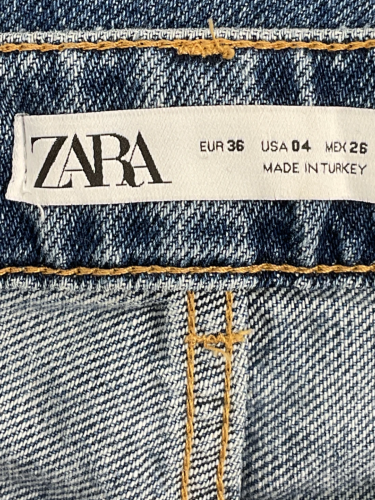 ZARA
EUR 36 USA 04 MEX 26
MADE IN TURKEY